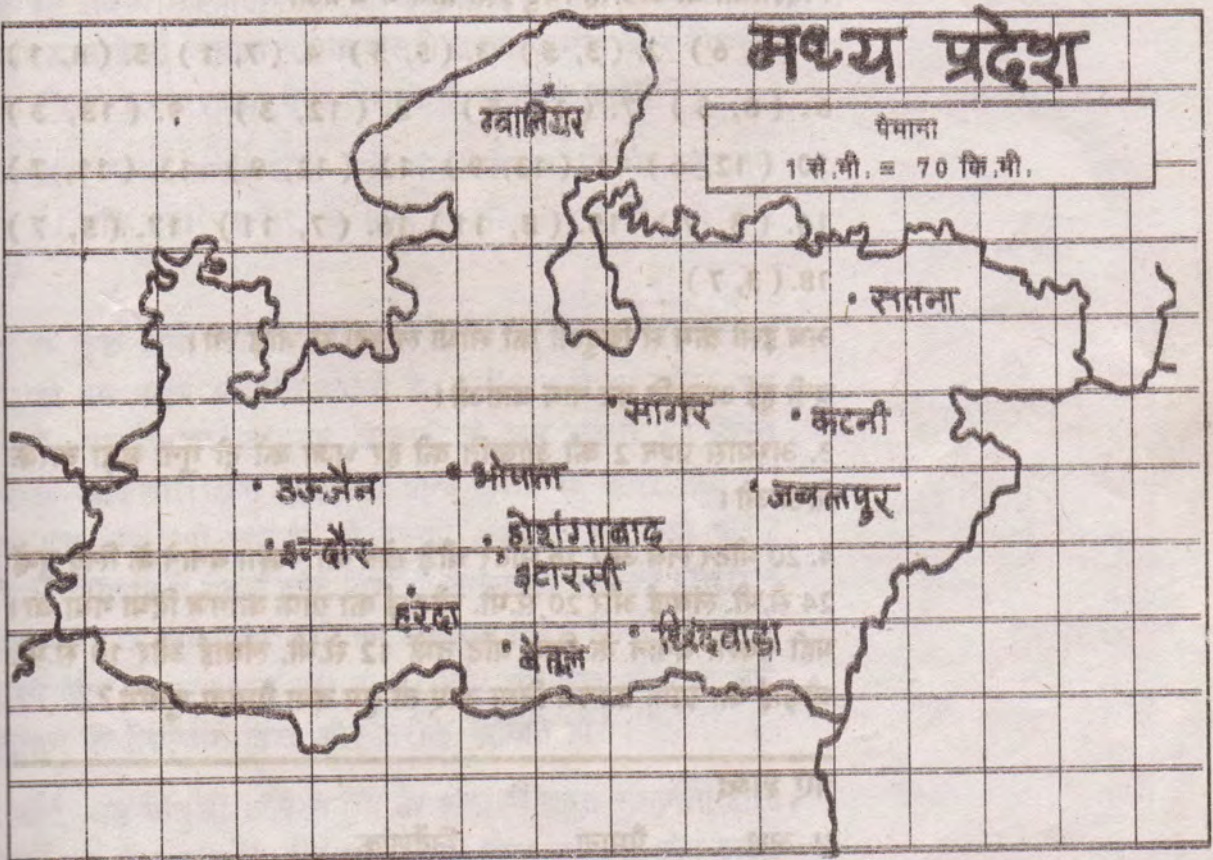 मध्य प्रदेश
पैमाना
1 से.मी. = 70 कि.मी.
ग्वालियर
सतना
सागर
कटनी
उज्जैन
भोपाल
जबलपुर
इन्दौर
होशंगाबाद
इटारसी
हरदा
बैतूल
छिंदवाड़ा